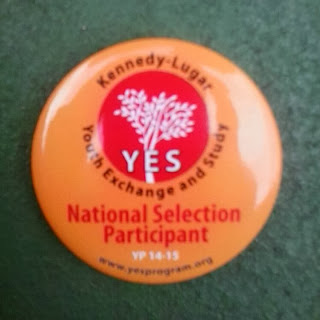 Kennedy-Lugar
YES
Youth Exchange and Study
National Selection
Participant
YP 14-15
www.yesprogram.org